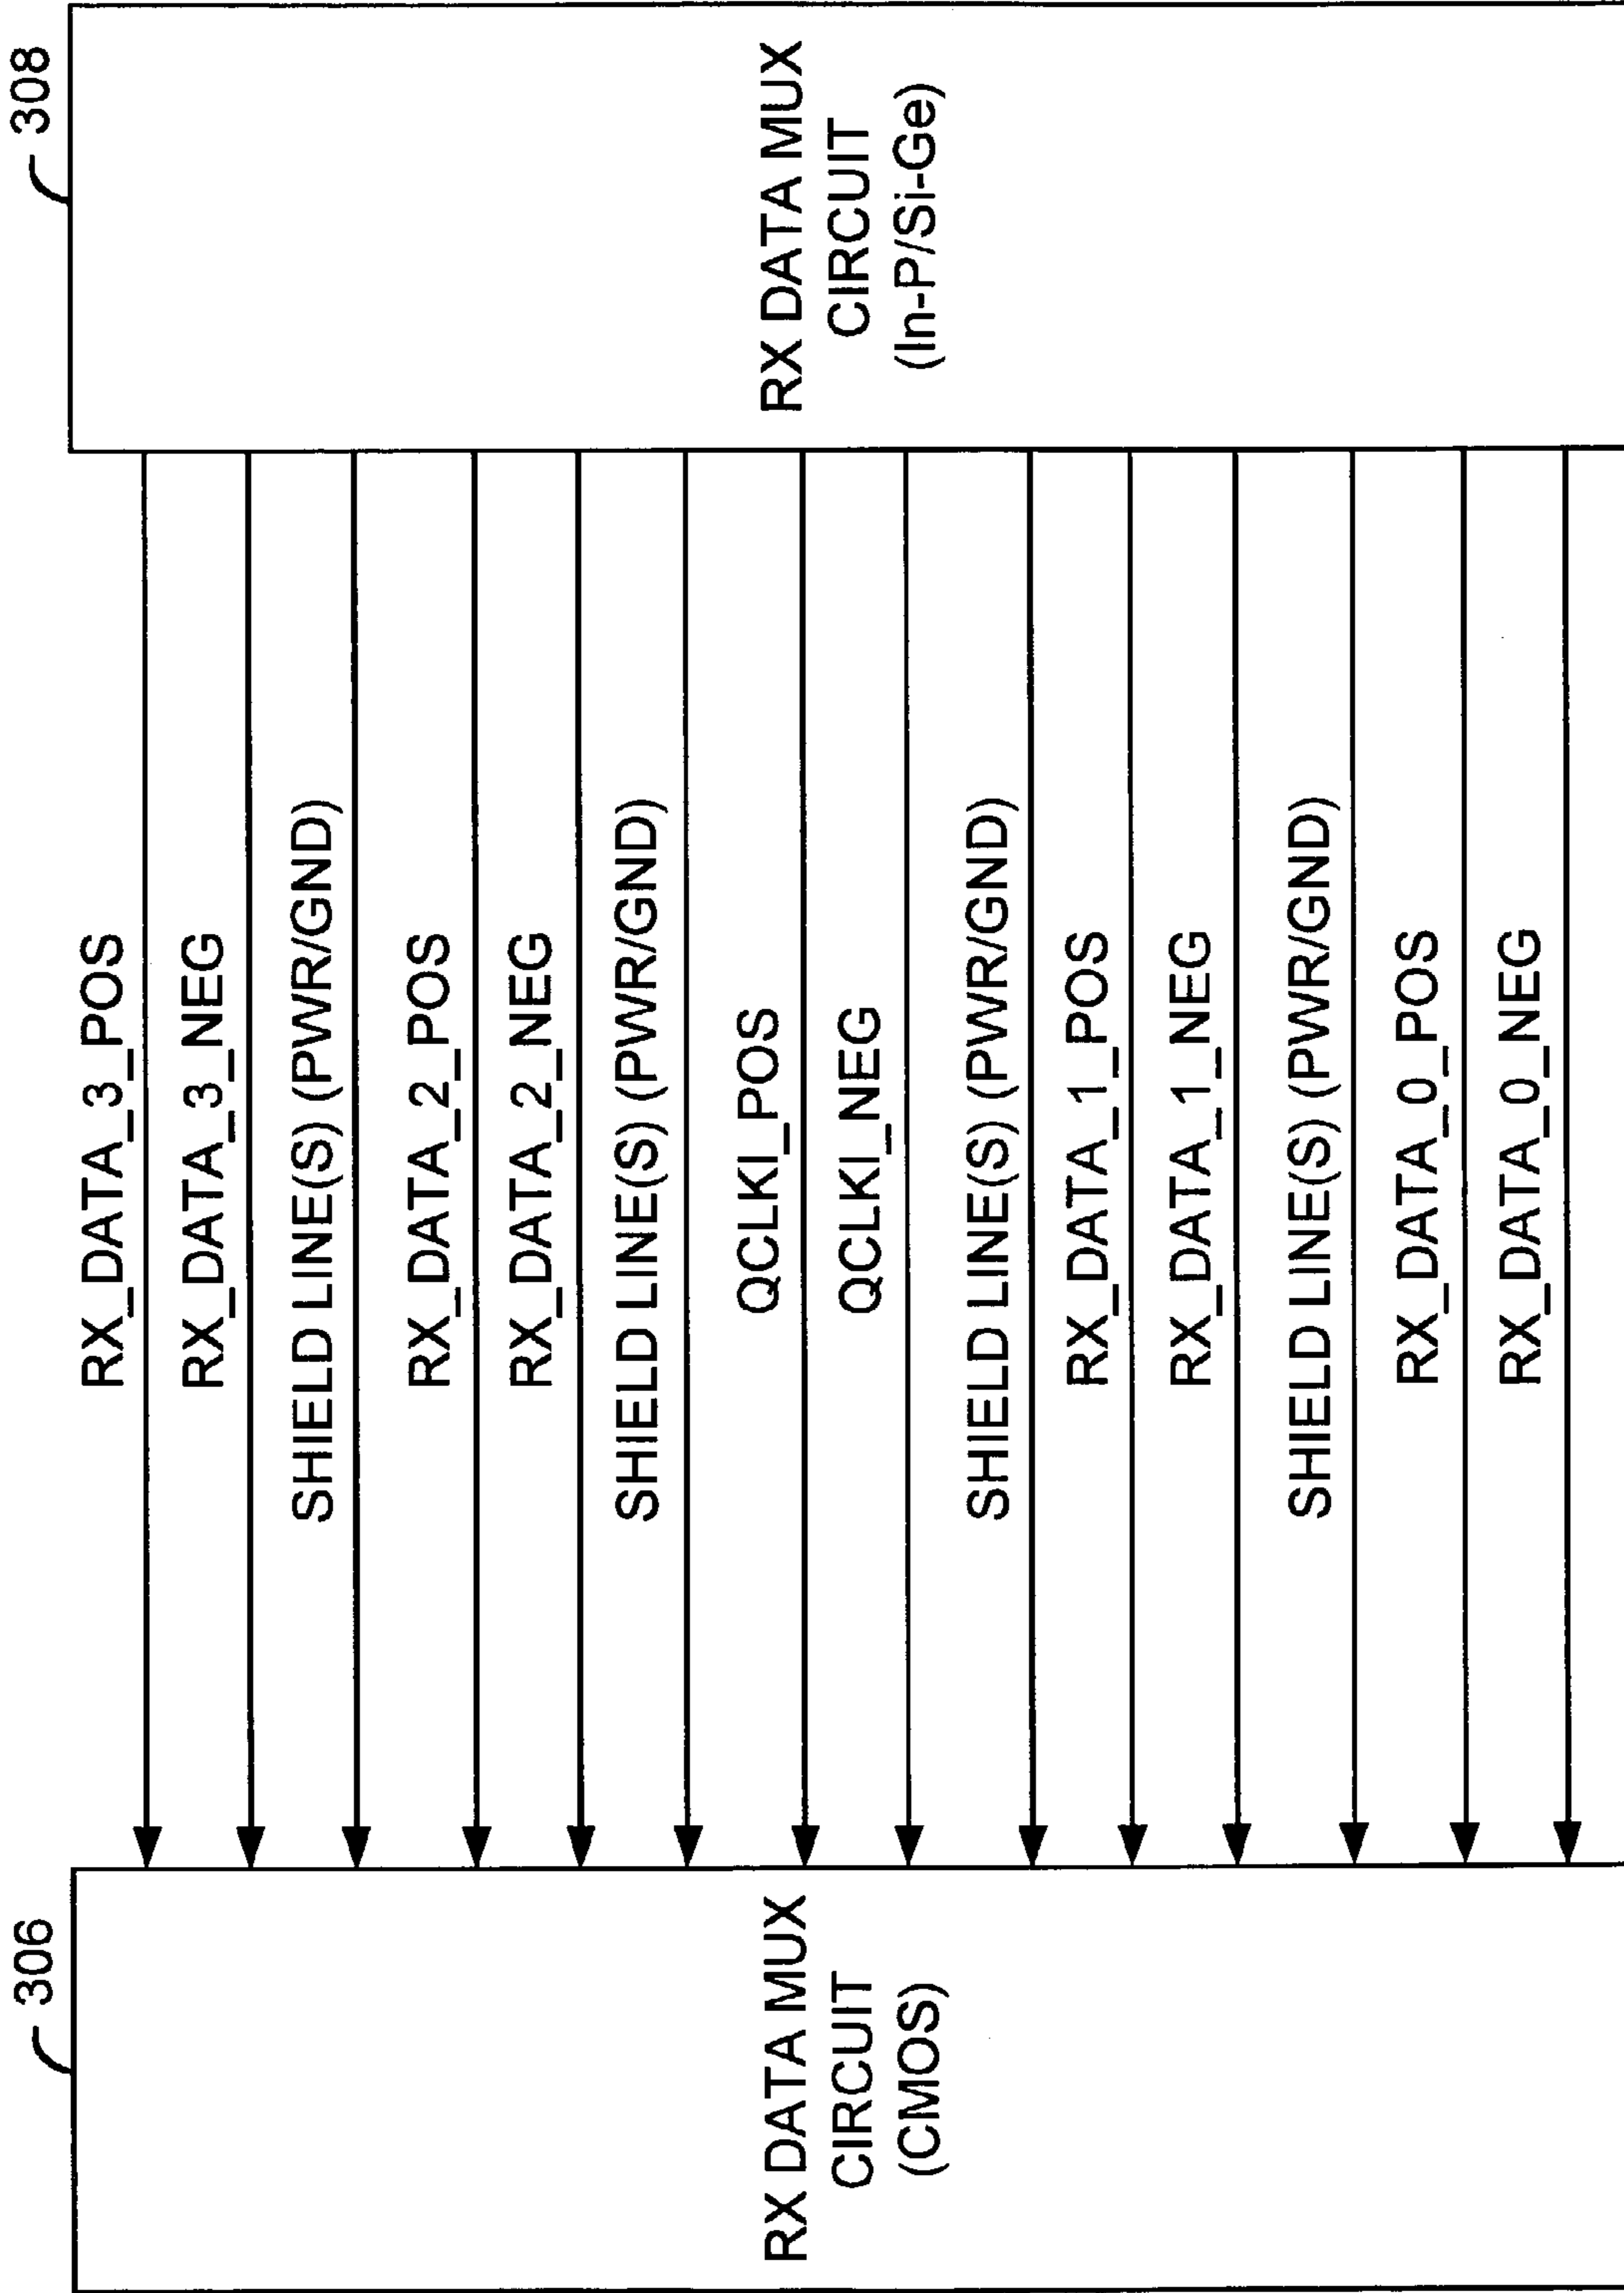 306
RX DATA MUX
CIRCUIT
(CMOS)
RX_DATA_3_POS
RX_DATA_3_NEG
SHIELD LINE(S) (PWR/GND)
RX_DATA_2_POS
RX_DATA_2_NEG
SHIELD LINE(S) (PWR/GND)
QCLKI_POS
QCLKI_NEG
SHIELD LINE(S) (PWR/GND)
RX_DATA_1_POS
RX_DATA_1_NEG
SHIELD LINE(S) (PWR/GND)
RX_DATA_0_POS
RX_DATA_0_NEG
308
RX DATA MUX
CIRCUIT
(In-P/Si-Ge)